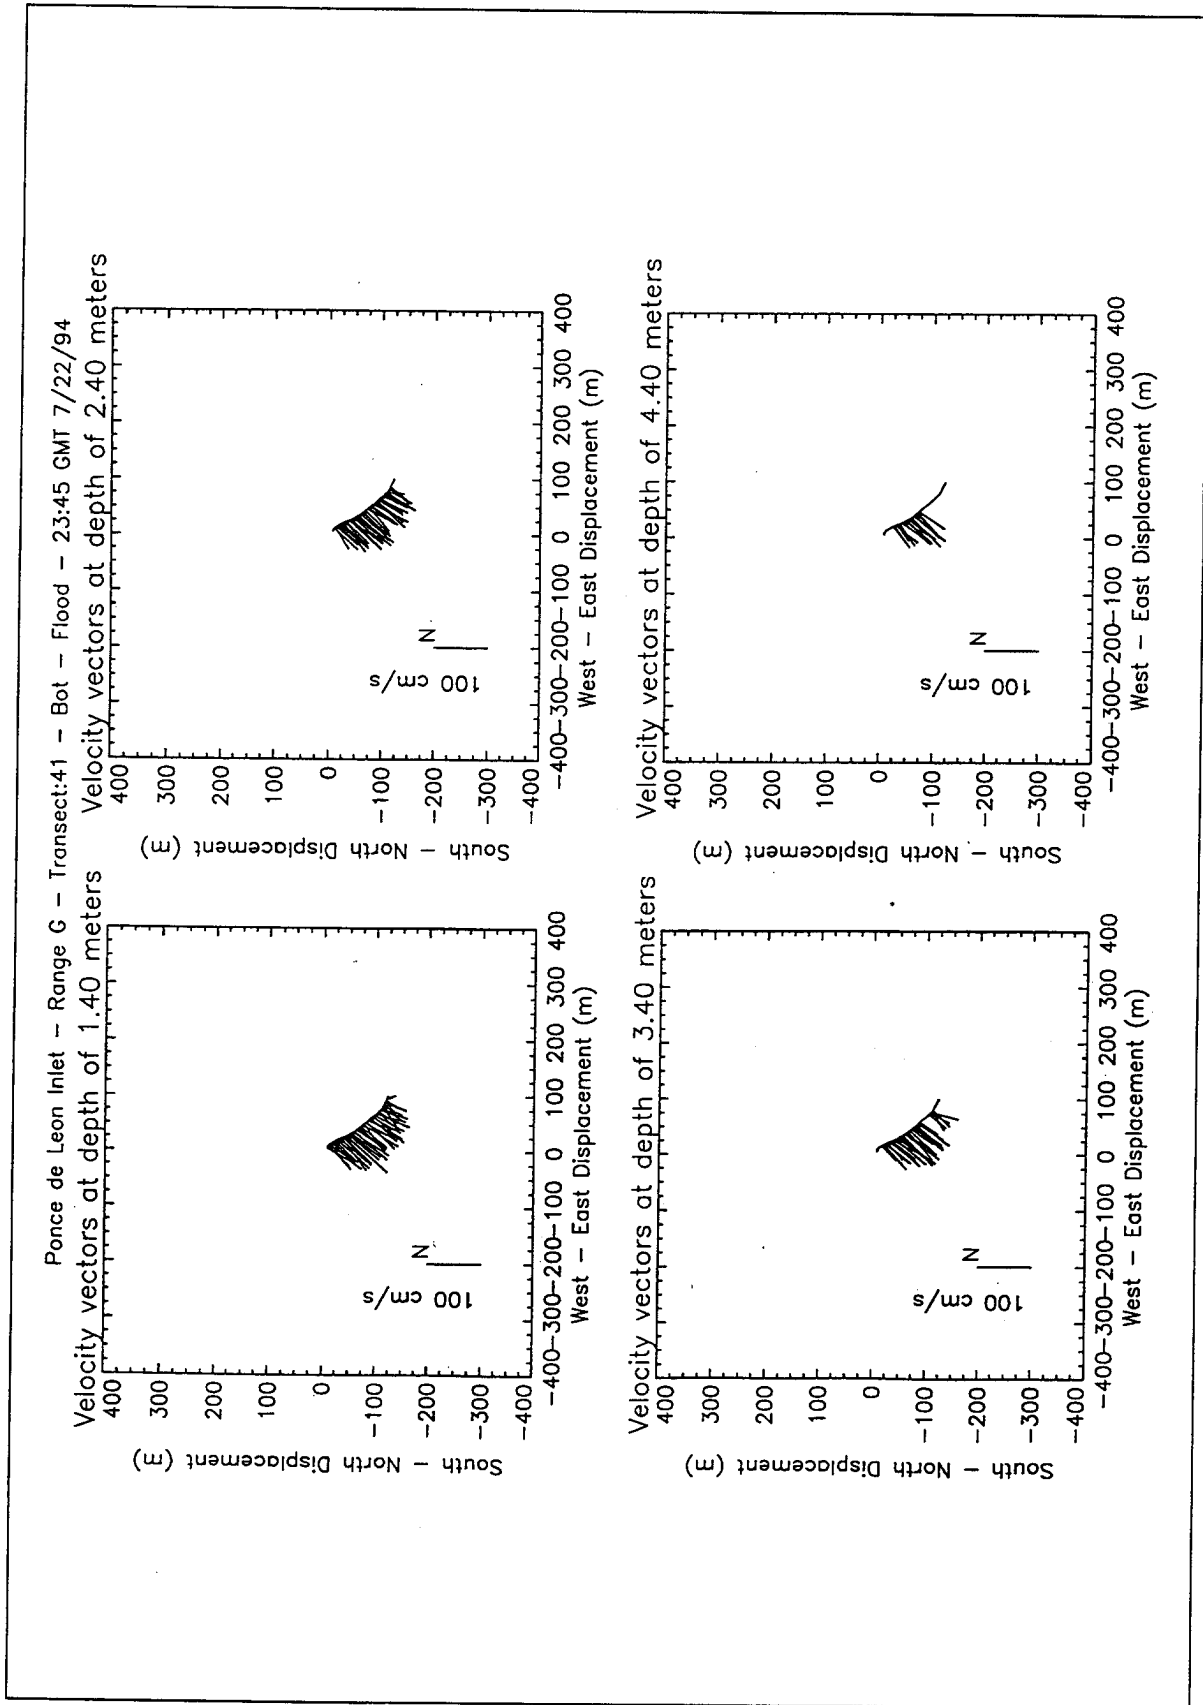 Ponce de Leon Inlet – Range G – Transect:41 – Bot – Flood – 23:45 GMT 7/22/94
Velocity vectors at depth of 1.40 meters
400
300
200
100
0
-100
-200
-300
-400
South – North Displacement (m)
N
100 cm/s
-400-300-200-100 0 100 200 300 400
West – East Displacement (m)
Velocity vectors at depth of 2.40 meters
400
300
200
100
0
-100
-200
-300
-400
South – North Displacement (m)
N
100 cm/s
-400-300-200-100 0 100 200 300 400
West – East Displacement (m)
Velocity vectors at depth of 3.40 meters
400
300
200
100
0
-100
-200
-300
-400
South – North Displacement (m)
N
100 cm/s
-400-300-200-100 0 100 200 300 400
West – East Displacement (m)
Velocity vectors at depth of 4.40 meters
400
300
200
100
0
-100
-200
-300
-400
South – North Displacement (m)
N
100 cm/s
-400-300-200-100 0 100 200 300 400
West – East Displacement (m)